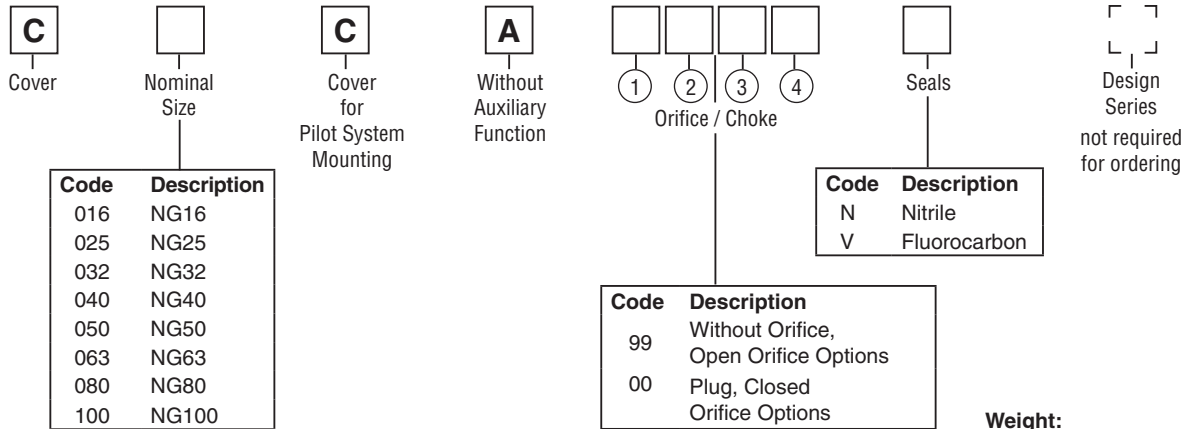 C C A
Cover
Nominal
Size
Cover
for
Pilot System
Mounting
Without
Auxiliary
Function
1 2 3 4
Orifice / Choke
Seals
Design
Series
not required
for ordering
Code Description
016 NG16
025 NG25
032 NG32
040 NG40
050 NG50
063 NG63
080 NG80
100 NG100
Code Description
99 Without Orifice,
Open Orifice Options
00 Plug, Closed
Orifice Options
Code Description
N Nitrile
V Fluorocarbon
Weight: